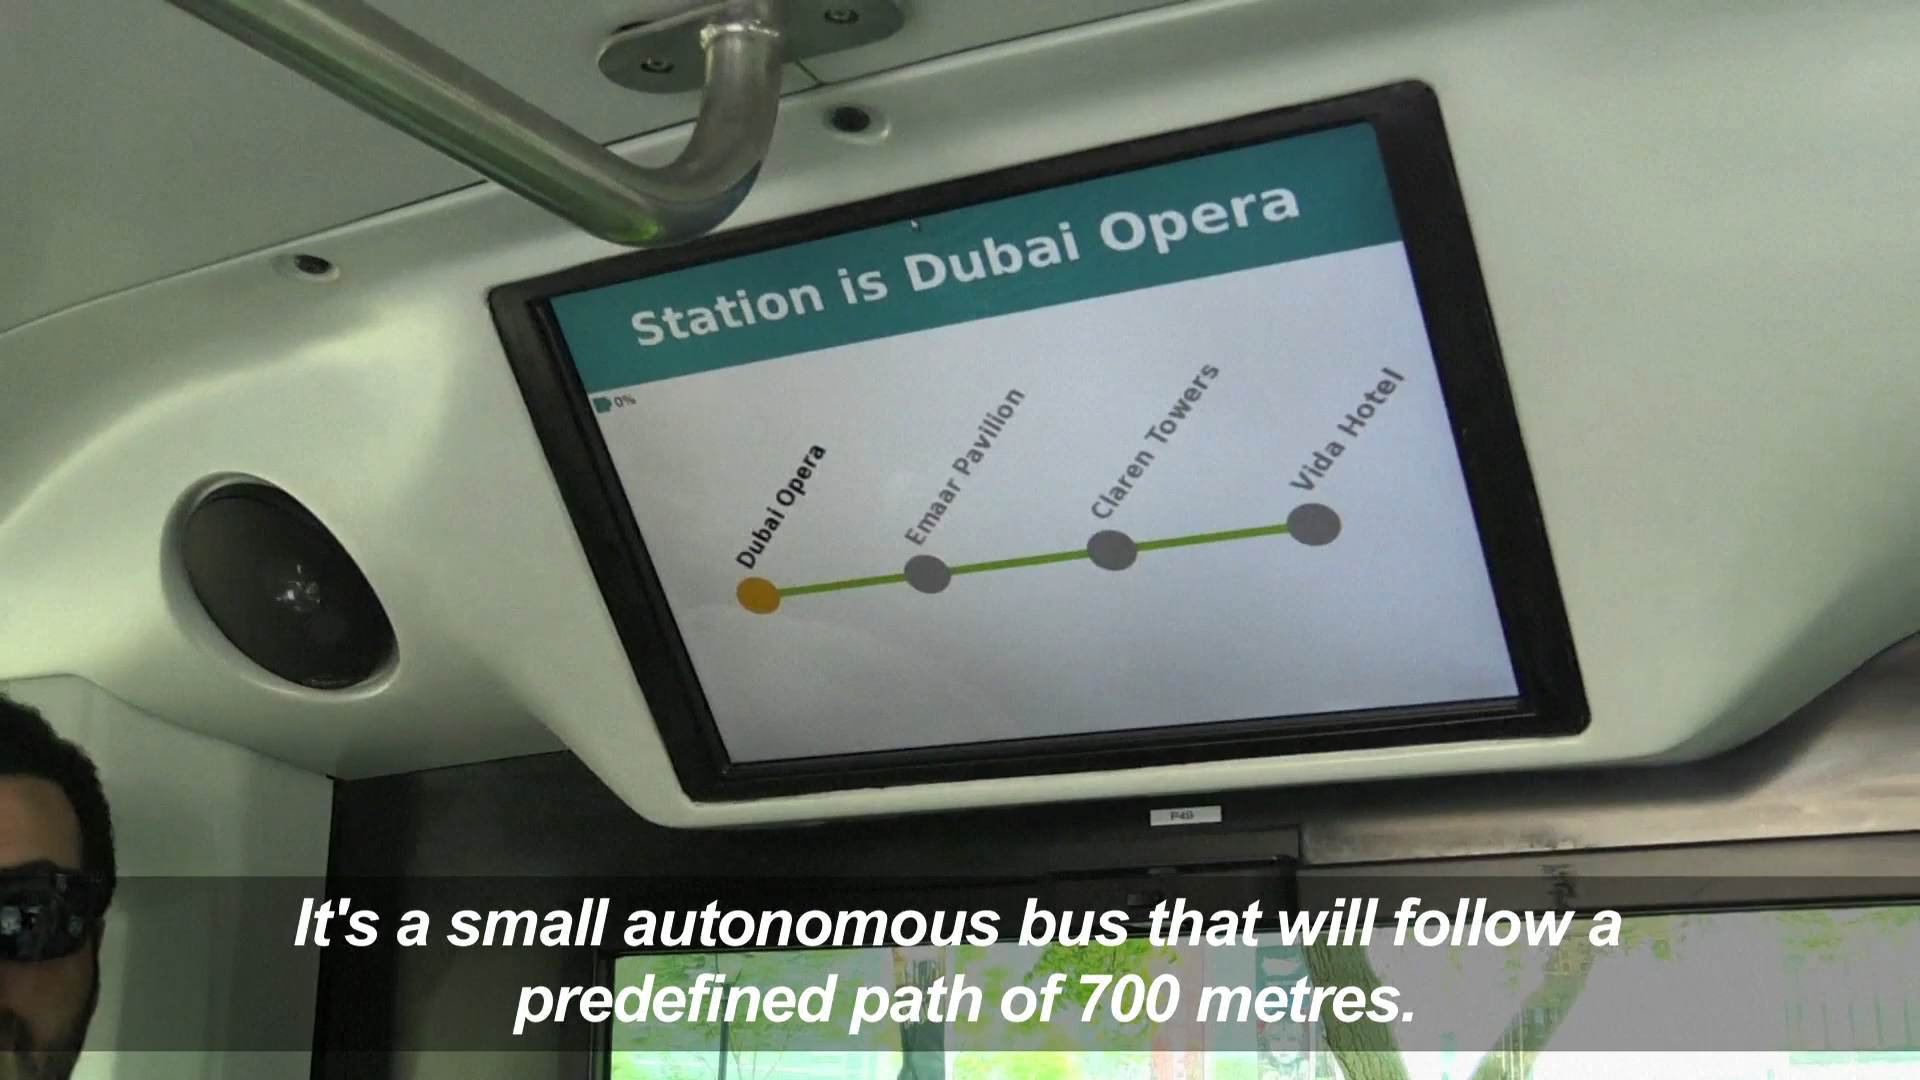 Station is Dubai Opera
0%
Dubai Opera
Emaar Pavilion
Claren Towers
Vida Hotel
P49
It's a small autonomous bus that will follow a
predefined path of 700 metres.